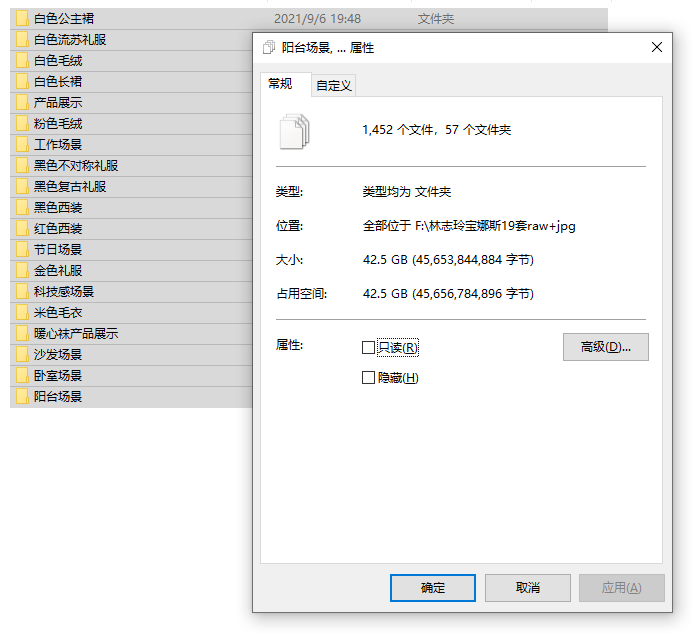 白色公主裙 2021/9/6 19:48 文件夹
白色流苏礼服
白色毛绒
白色长裙
产品展示
粉色毛绒
工作场景
黑色不对称礼服
黑色复古礼服
黑色西装
红色西装
节日场景
金色礼服
科技感场景
米色毛衣
暖心袜产品展示
沙发场景
卧室场景
阳台场景
阳台场景, ... 属性
常规 自定义
1,452 个文件，57 个文件夹
类型: 类型均为 文件夹
位置: 全部位于 F:\林志玲宝娜斯19套raw+jpg
大小: 42.5 GB (45,653,844,884 字节)
占用空间: 42.5 GB (45,656,784,896 字节)
属性: 只读(R) 高级(D)...
隐藏(H)
确定 取消 应用(A)